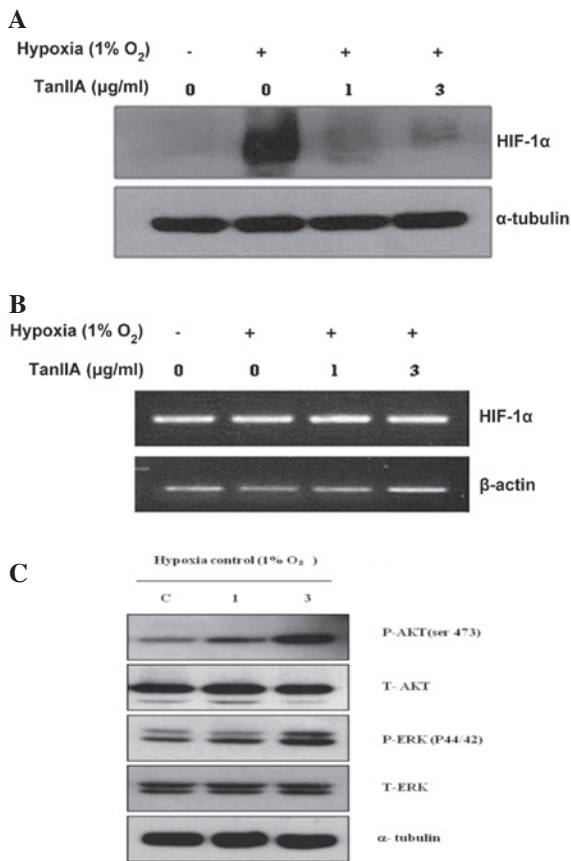 A
Hypoxia (1% O₂) - + + +
TanIIA (µg/ml) 0 0 1 3
HIF-1α
α-tubulin
B
Hypoxia (1% O₂) - + + +
TanIIA (µg/ml) 0 0 1 3
HIF-1α
β-actin
C
Hypoxia control (1% O₂ )
C 1 3
P-AKT(ser 473)
T- AKT
P-ERK (P44/42)
T-ERK
α- tubulin